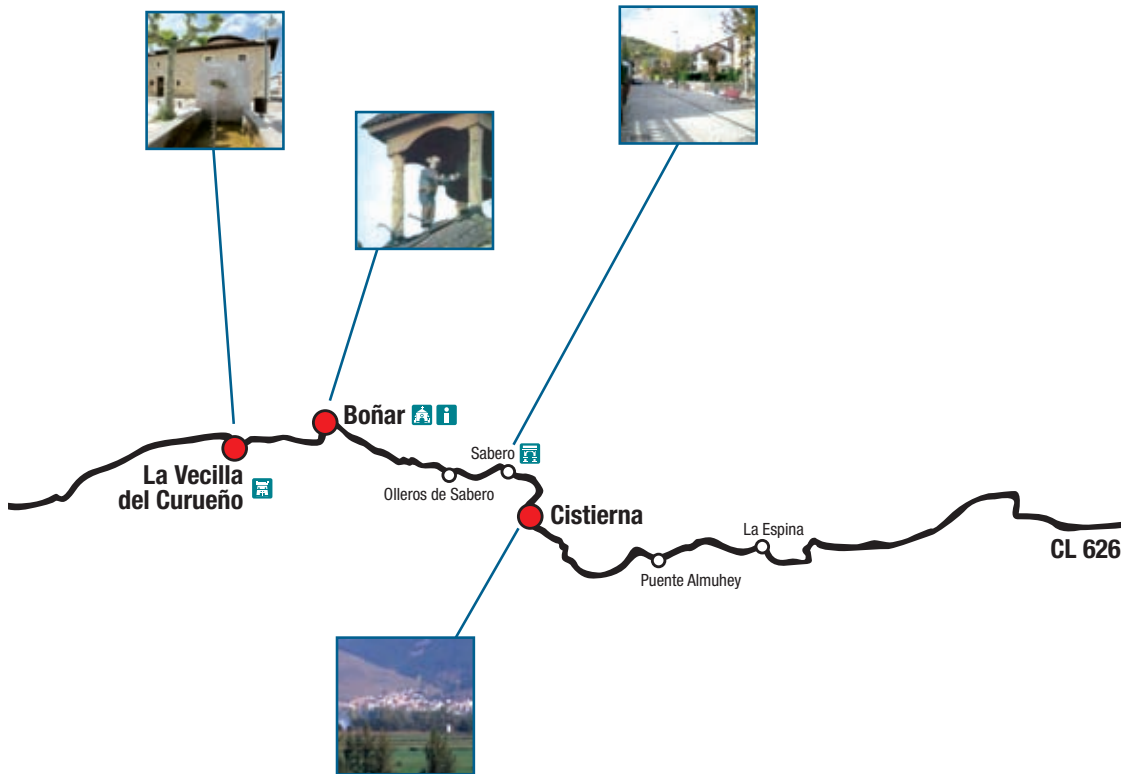 Boñar
i
La Vecilla
del Curueño
Sabero
Olleros de Sabero
Cistierna
La Espina
Puente Almuhey
CL 626